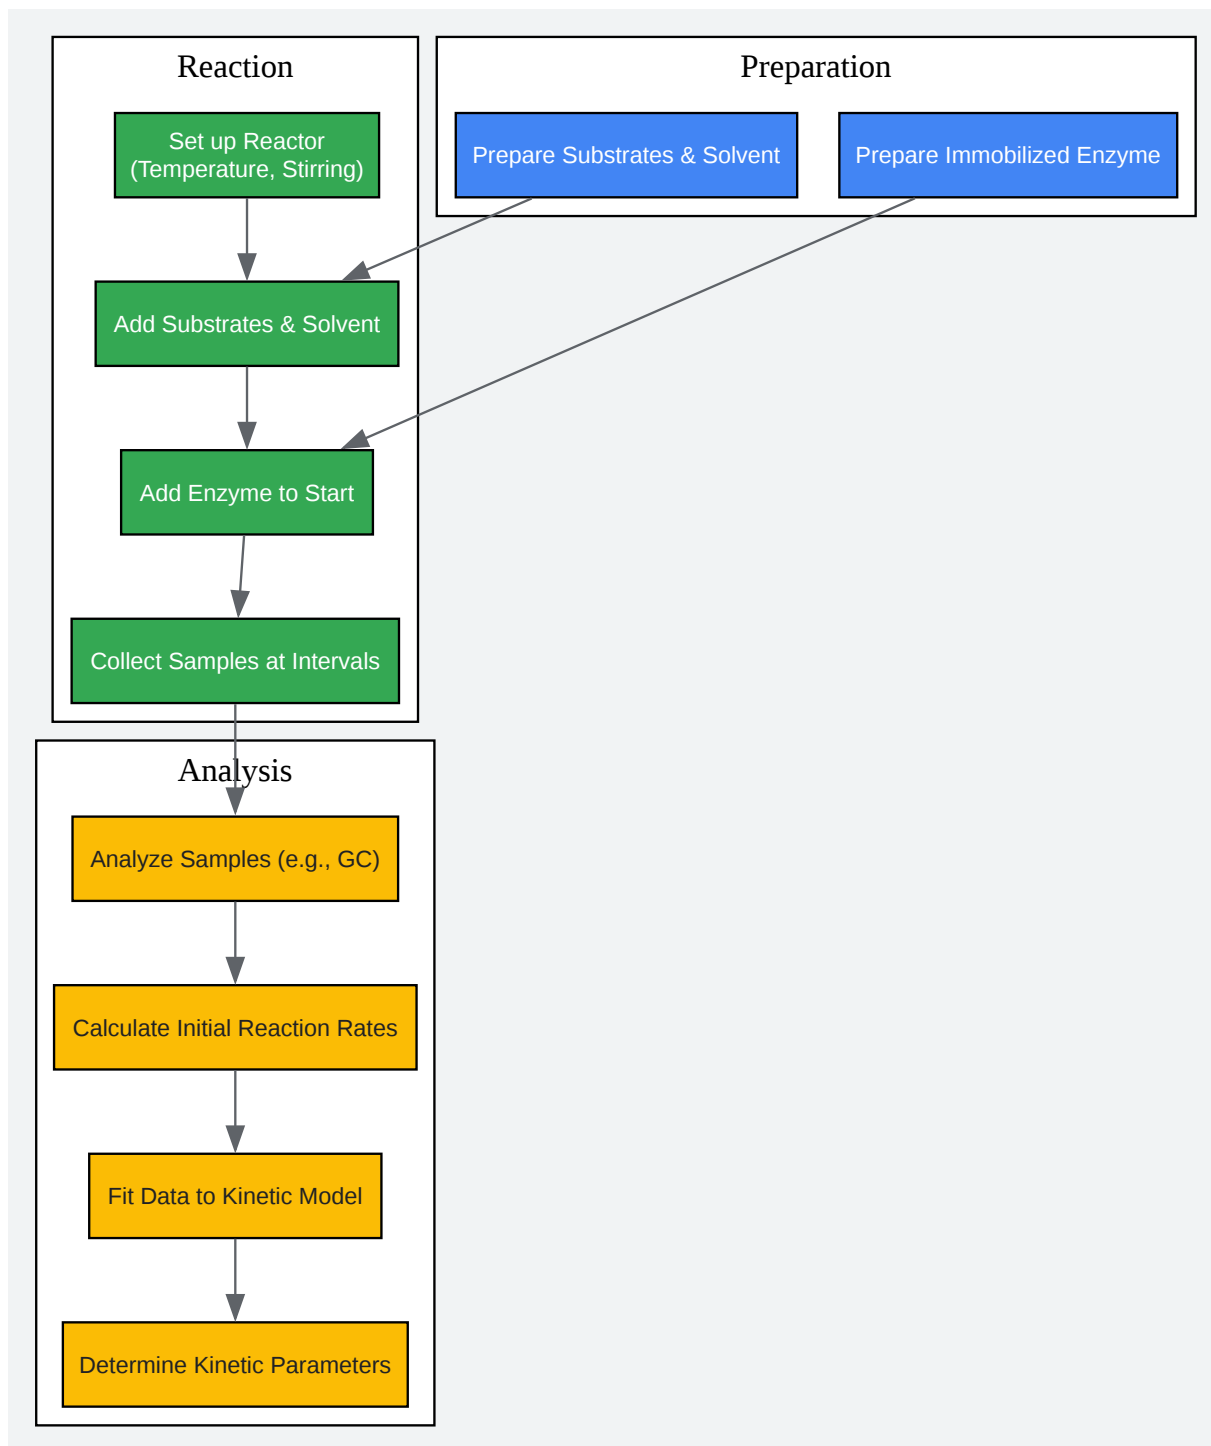 Reaction
Set up Reactor
(Temperature, Stirring)
Add Substrates & Solvent
Add Enzyme to Start
Collect Samples at Intervals
Preparation
Prepare Substrates & Solvent
Prepare Immobilized Enzyme
Analysis
Analyze Samples (e.g., GC)
Calculate Initial Reaction Rates
Fit Data to Kinetic Model
Determine Kinetic Parameters